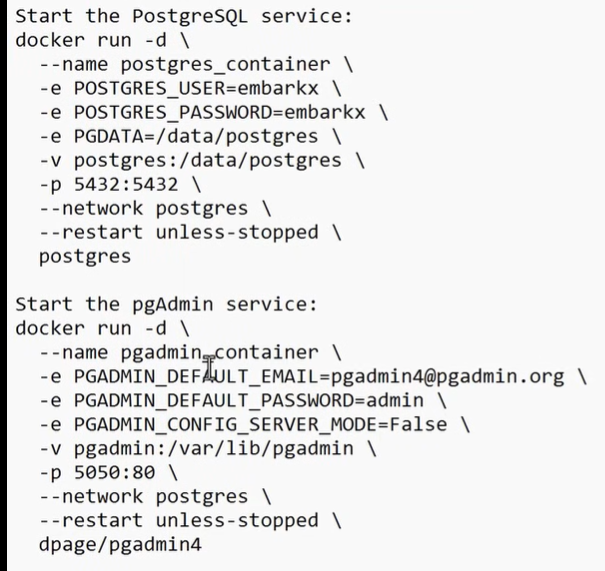 Start the PostgreSQL service:
docker run -d \
--name postgres_container \
-e POSTGRES_USER=embarkx \
-e POSTGRES_PASSWORD=embarkx \
-e PGDATA=/data/postgres \
-v postgres:/data/postgres \
-p 5432:5432 \
--network postgres \
--restart unless-stopped \
postgres
Start the pgAdmin service:
docker run -d \
--name pgadmin_container \
-e PGADMIN_DEFAULT_EMAIL=pgadmin4@pgadmin.org \
-e PGADMIN_DEFAULT_PASSWORD=admin \
-e PGADMIN_CONFIG_SERVER_MODE=False \
-v pgadmin:/var/lib/pgadmin \
-p 5050:80 \
--network postgres \
--restart unless-stopped \
dpage/pgadmin4